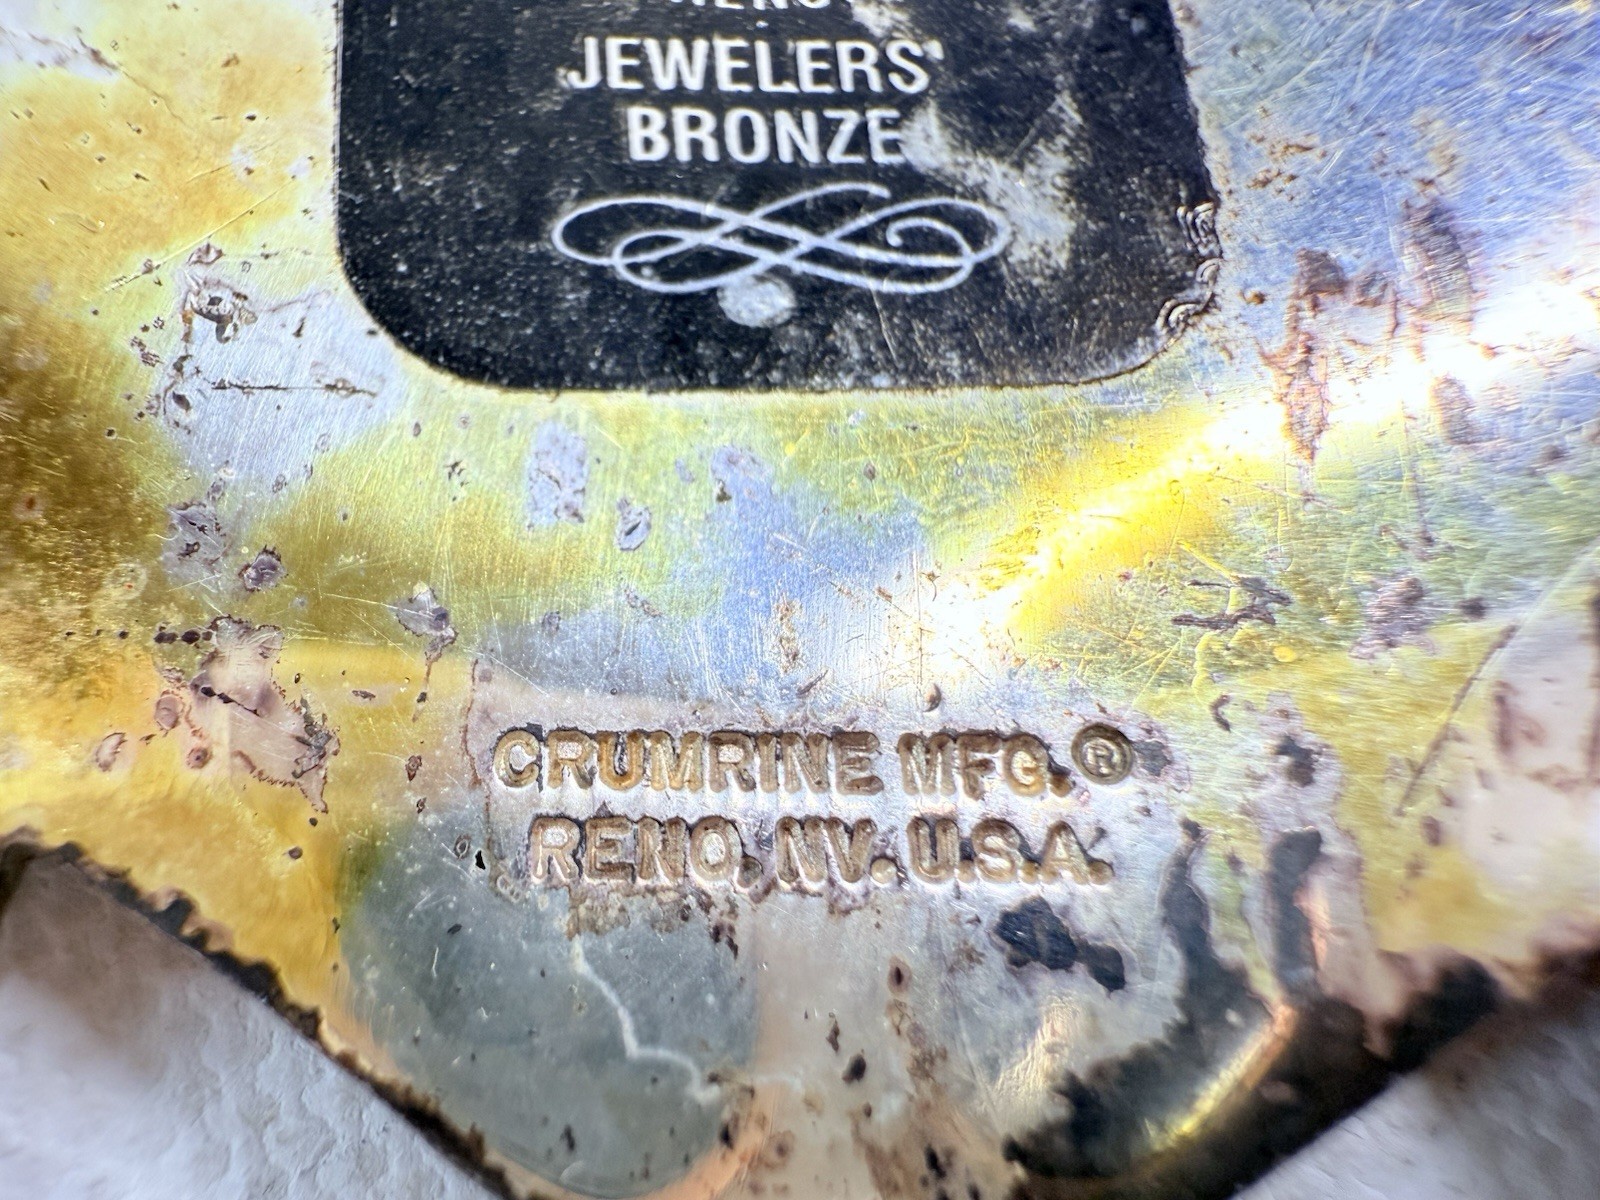 JEWELERS'
BRONZE
CRUMRINE MFG.®
RENO, NV. U.S.A.